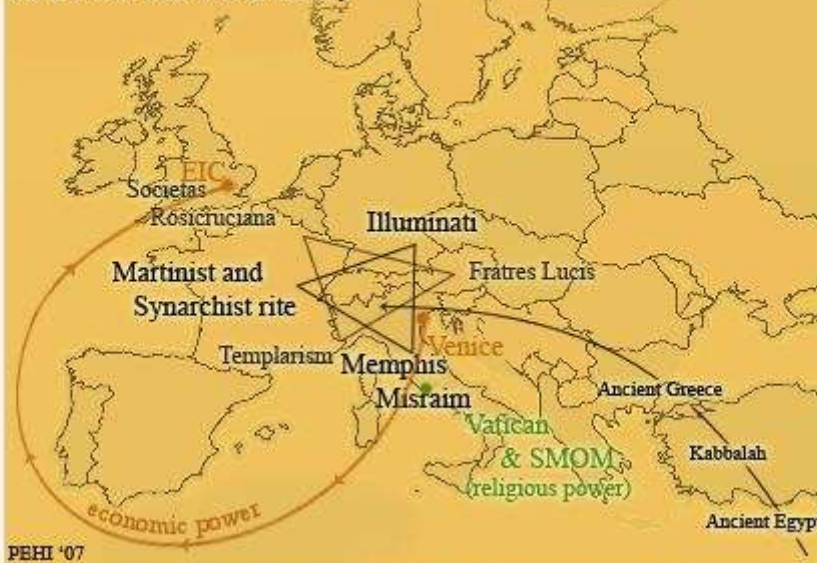 EIC
Societas
Rosicruciana
Illuminati
Martinist and
Synarchist rite
Fratres Lucis
Templarism
Memphis
Misraim
Venice
Vatican
& SMOM
(religious power)
Ancient Greece
Kabbalah
Ancient Egypt
economic power
PEHI '07